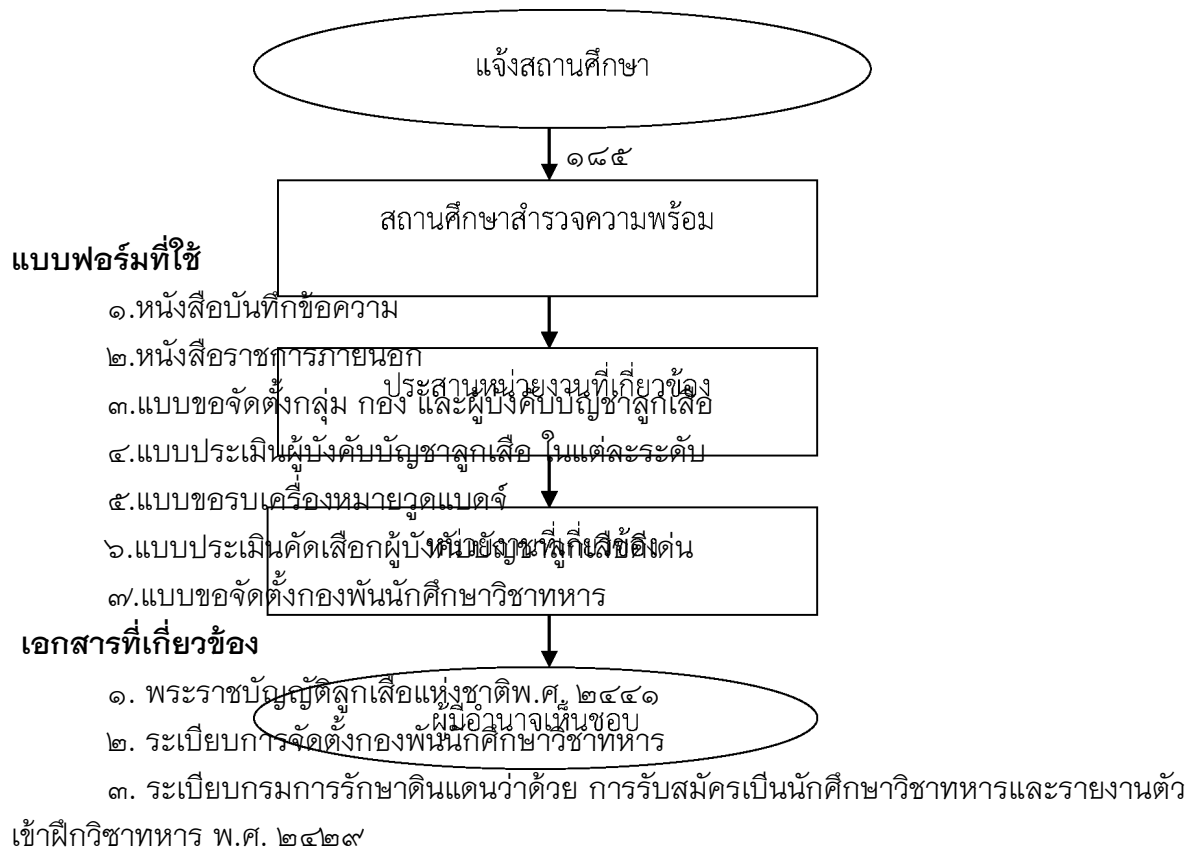 แจ้งสถานศึกษา
๑๘๕
สถานศึกษาสำรวจความพร้อม
แบบฟอร์มที่ใช้
๑.หนังสือบันทึกข้อความ
๒.หนังสือราชการภายนอก
ประสานหน่วยงานที่เกี่ยวข้อง
๓.แบบขอจัดตั้งกลุ่ม กอง และผู้บังคับบัญชาลูกเสือ
๔.แบบประเมินผู้บังคับบัญชาลูกเสือ ในแต่ละระดับ
๕.แบบขอรบเครื่องหมายวูดแบดจ์
๖.แบบประเมินคัดเสือกผู้บังคับบัญชาลูกเสือดีเด่น
หน่วยงานที่เกี่ยวข้อง
๗.แบบขอจัดตั้งกองพันนักศึกษาวิชาทหาร
เอกสารที่เกี่ยวข้อง
๑. พระราชบัญญัติลูกเสือแห่งชาติพ.ศ. ๒๔๔๑
ผู้มีอำนาจเห็นชอบ
๒. ระเบียบการจัดตั้งกองพันนักศึกษาวิชาทหาร
๓. ระเบียบกรมการรักษาดินแดนว่าด้วย การรับสมัครเบีนนักศึกษาวิชาทหารและรายงานตัว
เข้าฝึกวิซาทหาร พ.ศ. ๒๔๒๙